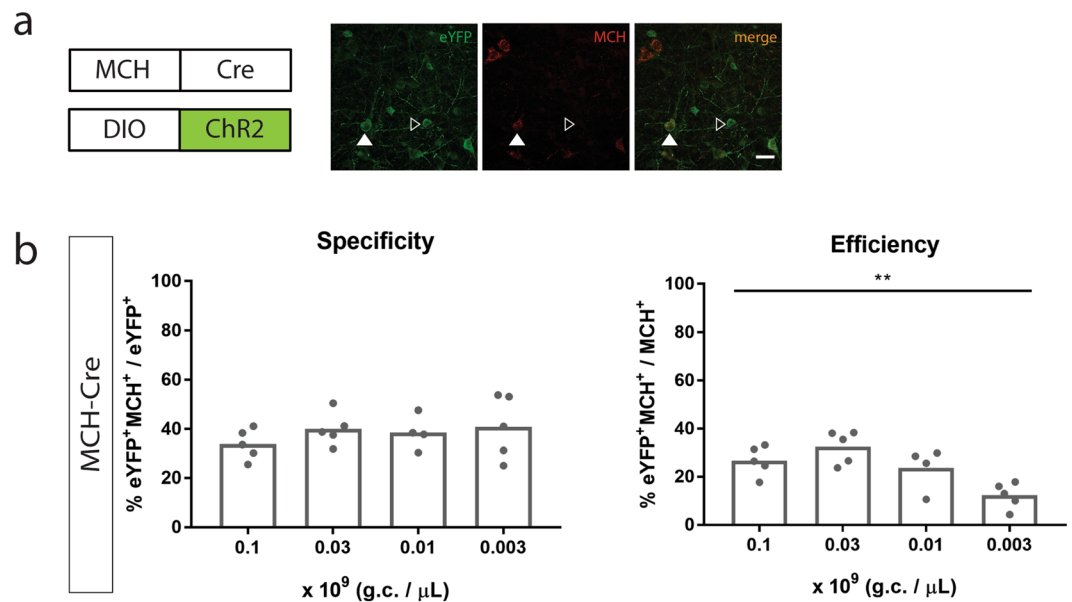 a
MCH Cre
DIO ChR2
eYFP MCH merge
b
MCH-Cre
Specificity
% eYFP⁺MCH⁺ / eYFP⁺
100
80
60
40
20
0
0.1 0.03 0.01 0.003
x 10⁹ (g.c. / µL)
Efficiency
% eYFP⁺MCH⁺ / MCH⁺
100
80
60
40
20
0
**
0.1 0.03 0.01 0.003
x 10⁹ (g.c. / µL)